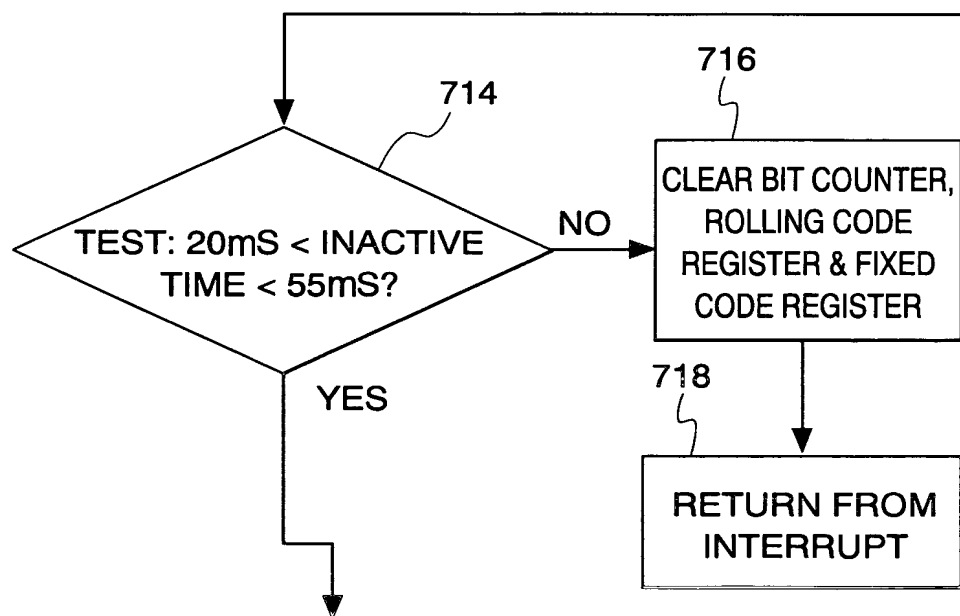 714
TEST: 20mS < INACTIVE
TIME < 55mS?
NO
YES
716
CLEAR BIT COUNTER,
ROLLING CODE
REGISTER & FIXED
CODE REGISTER
718
RETURN FROM
INTERRUPT